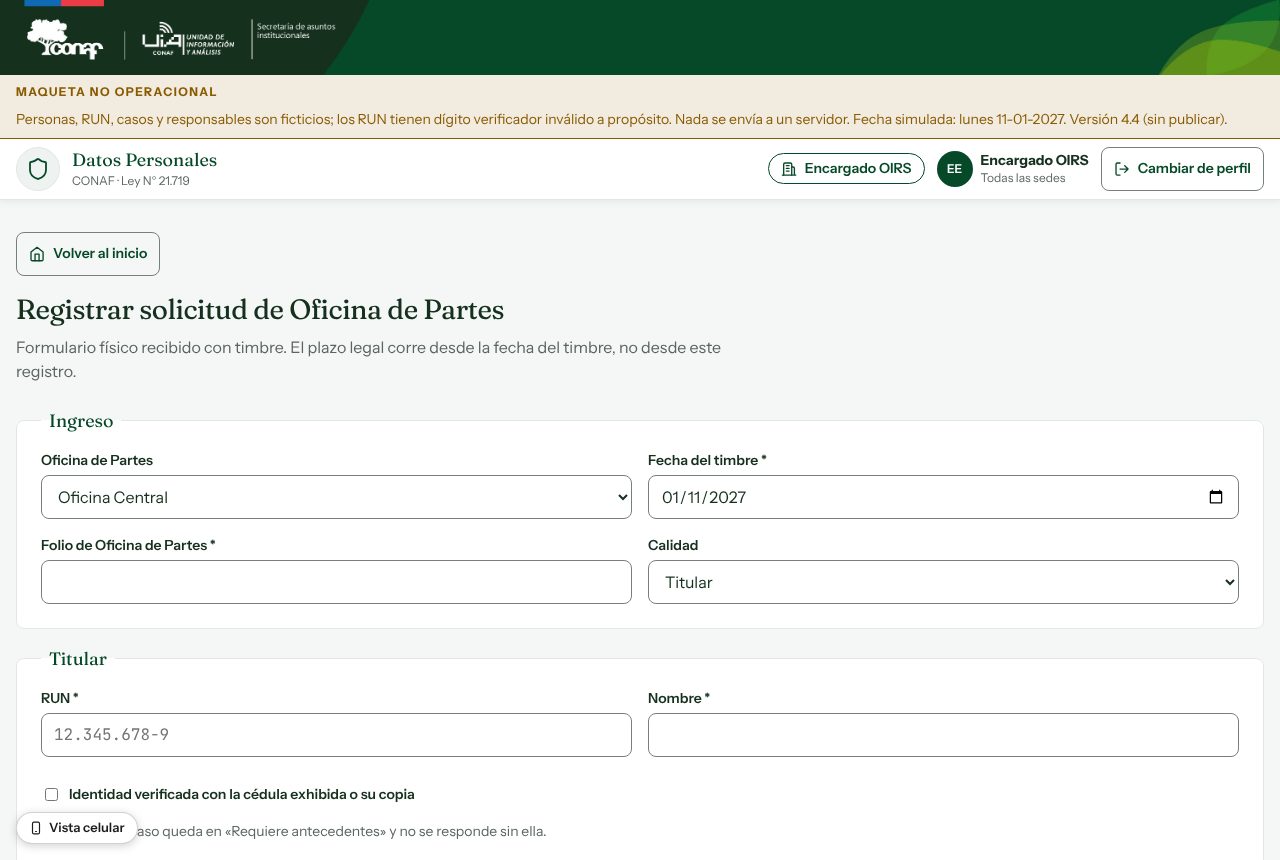 conaf
UIA
CONAF
UNIDAD DE
INFORMACIÓN
Y ANÁLISIS
Secretaría de asuntos
institucionales
MAQUETA NO OPERACIONAL
Personas, RUN, casos y responsables son ficticios; los RUN tienen dígito verificador inválido a propósito. Nada se envía a un servidor. Fecha simulada: lunes 11-01-2027. Versión 4.4 (sin publicar).
Datos Personales
CONAF · Ley N° 21.719
Encargado OIRS
EE
Encargado OIRS
Todas las sedes
Cambiar de perfil
Volver al inicio
Registrar solicitud de Oficina de Partes
Formulario físico recibido con timbre. El plazo legal corre desde la fecha del timbre, no desde este
registro.
Ingreso
Oficina de Partes
Fecha del timbre *
Oficina Central
01/11/2027
Folio de Oficina de Partes *
Calidad
Titular
Titular
RUN *
Nombre *
12.345.678-9
Identidad verificada con la cédula exhibida o su copia
Vista celular
queda en «Requiere antecedentes» y no se responde sin ella.